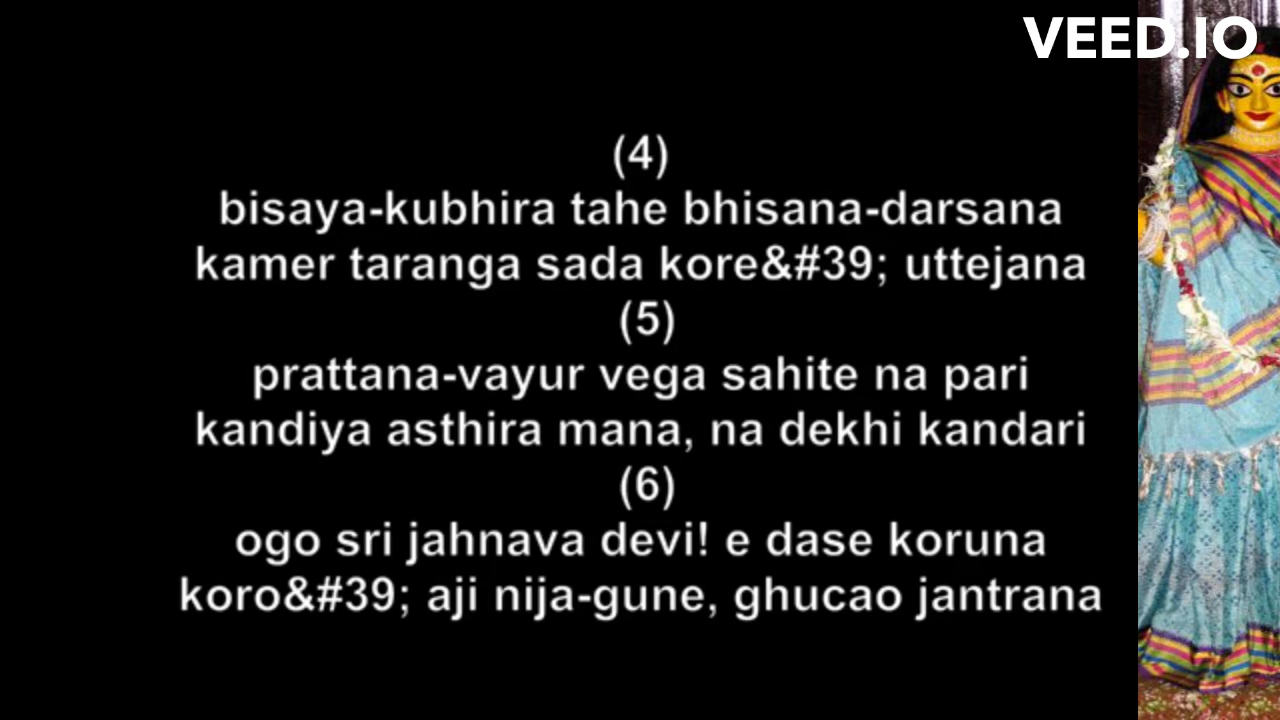 VEED.IO
(4)
bisaya-kubhira tahe bhisana-darsana
kamer taranga sada kore&#39; uttejana
(5)
prattana-vayur vega sahite na pari
kandiya asthira mana, na dekhi kandari
(6)
ogo sri jahnava devi! e dase koruna
koro&#39; aji nija-gune, ghucao jantrana